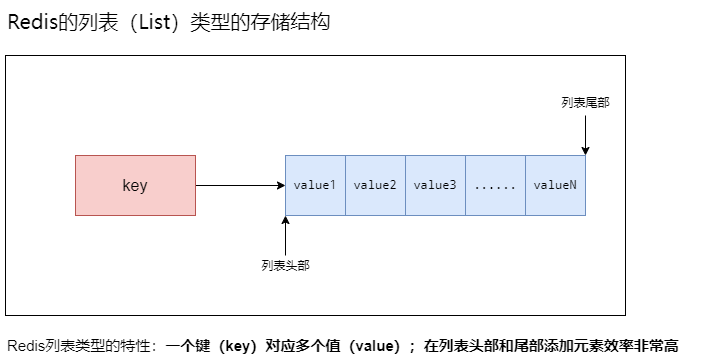 Redis的列表（List）类型的存储结构
列表尾部
key
value1 value2 value3 ...... valueN
列表头部
Redis列表类型的特性：一个键（key）对应多个值（value）；在列表头部和尾部添加元素效率非常高